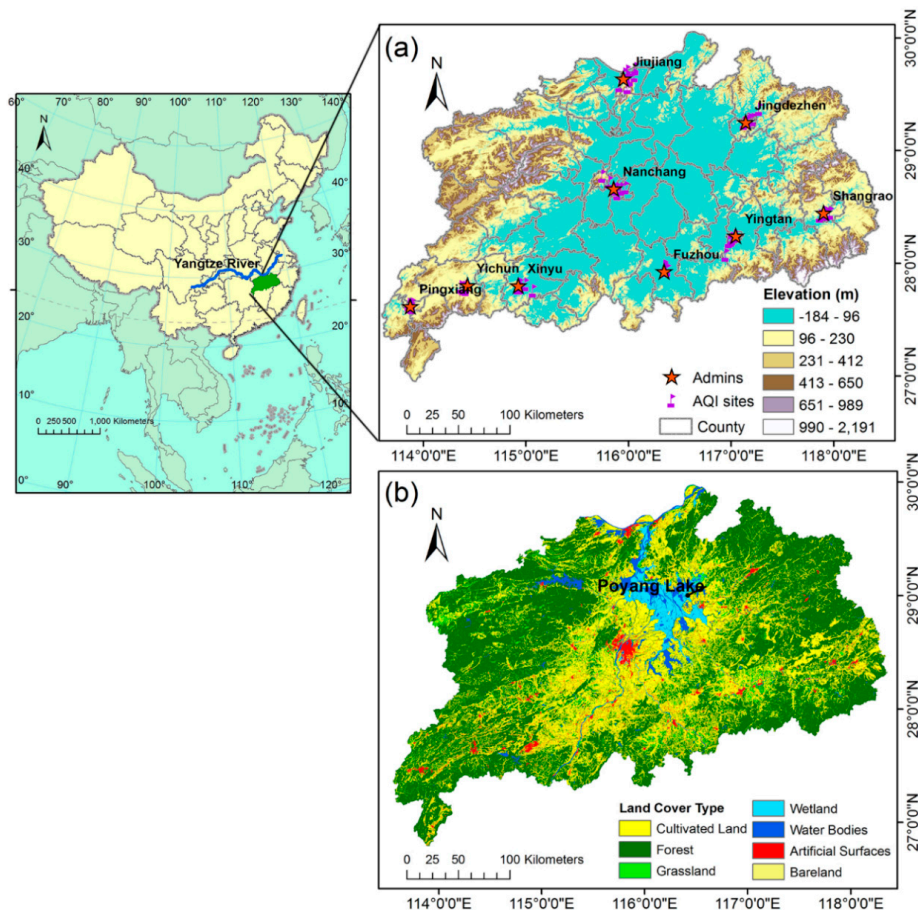 60° 70° 80° 90° 100° 110° 120° 130° 140°
N
40°
30°
20°
10°
0°
40°
30°
20°
10°
0°
Yangtze River
0 250 500 1,000 Kilometers
90° 100° 110° 120°
(a)
N
Jiujiang
Jingdezhen
Nanchang
Shangrao
Yingtan
Fuzhou
Yichun
Xinyu
Pingxiang
Elevation (m)
-184 - 96
96 - 230
231 - 412
413 - 650
651 - 989
990 - 2,191
Admins
AQI sites
County
0 25 50 100 Kilometers
114°0'0"E 115°0'0"E 116°0'0"E 117°0'0"E 118°0'0"E
30°0'0"N
29°0'0"N
28°0'0"N
27°0'0"N
(b)
N
Poyang Lake
Land Cover Type
Cultivated Land
Forest
Grassland
Wetland
Water Bodies
Artificial Surfaces
Bareland
0 25 50 100 Kilometers
114°0'0"E 115°0'0"E 116°0'0"E 117°0'0"E 118°0'0"E
30°0'0"N
29°0'0"N
28°0'0"N
27°0'0"N